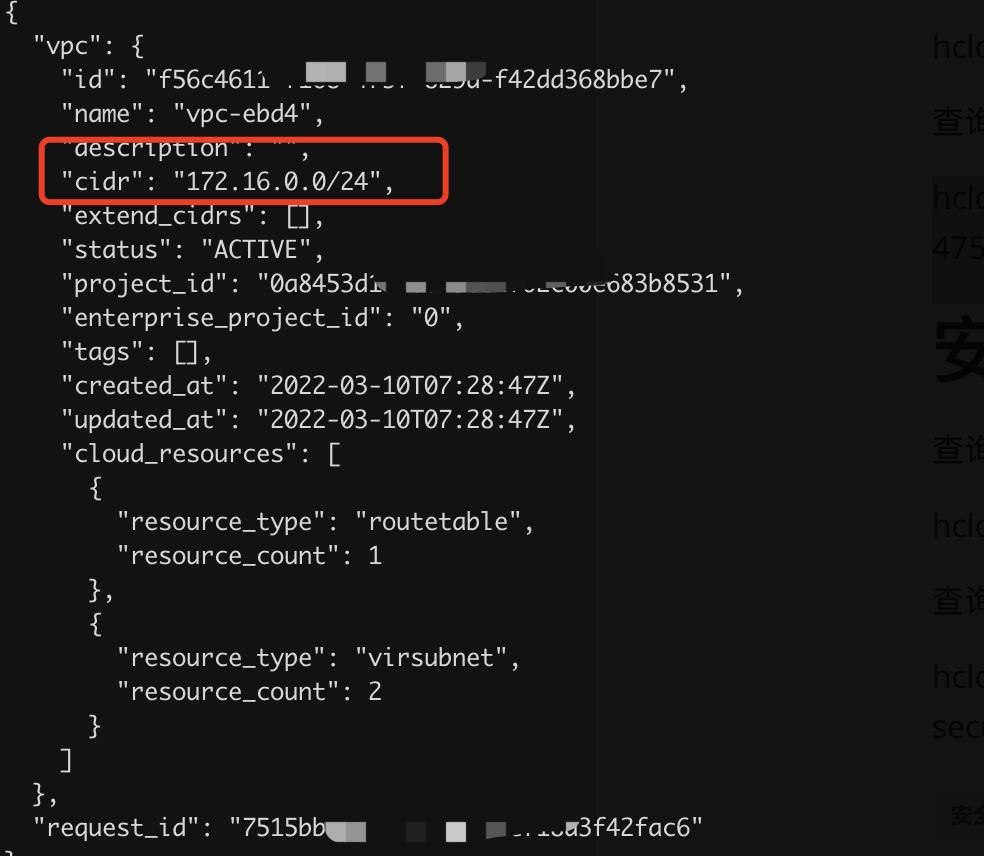 {
"vpc": {
"id": "f56c4611 -f42dd368bbe7",
"name": "vpc-ebd4",
"description": "",
"cidr": "172.16.0.0/24",
"extend_cidrs": [],
"status": "ACTIVE",
"project_id": "0a8453d 683b8531",
"enterprise_project_id": "0",
"tags": [],
"created_at": "2022-03-10T07:28:47Z",
"updated_at": "2022-03-10T07:28:47Z",
"cloud_resources": [
{
"resource_type": "routetable",
"resource_count": 1
},
{
"resource_type": "virsubnet",
"resource_count": 2
}
]
},
"request_id": "7515bb 3f42fac6"
}
hclo
查询
hclo
475
安
查询
hclo
查询
hclo
secu
安全